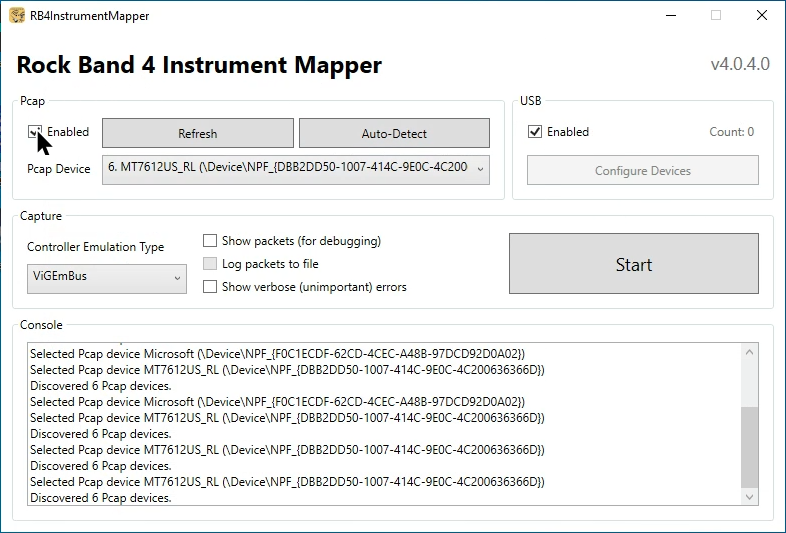 RB4InstrumentMapper
Rock Band 4 Instrument Mapper
v4.0.4.0
Pcap
Enabled
Refresh
Auto-Detect
Pcap Device
6. MT7612US_RL (\Device\NPF_{DBB2DD50-1007-414C-9E0C-4C200
USB
Enabled
Count: 0
Configure Devices
Capture
Controller Emulation Type
ViGEmBus
Show packets (for debugging)
Log packets to file
Show verbose (unimportant) errors
Start
Console
Selected Pcap device Microsoft (\Device\NPF_{F0C1ECDF-62CD-4CEC-A48B-97DCD92D0A02})
Selected Pcap device MT7612US_RL (\Device\NPF_{DBB2DD50-1007-414C-9E0C-4C200636366D})
Discovered 6 Pcap devices.
Selected Pcap device Microsoft (\Device\NPF_{F0C1ECDF-62CD-4CEC-A48B-97DCD92D0A02})
Selected Pcap device MT7612US_RL (\Device\NPF_{DBB2DD50-1007-414C-9E0C-4C200636366D})
Discovered 6 Pcap devices.
Selected Pcap device MT7612US_RL (\Device\NPF_{DBB2DD50-1007-414C-9E0C-4C200636366D})
Discovered 6 Pcap devices.
Selected Pcap device MT7612US_RL (\Device\NPF_{DBB2DD50-1007-414C-9E0C-4C200636366D})
Discovered 6 Pcap devices.